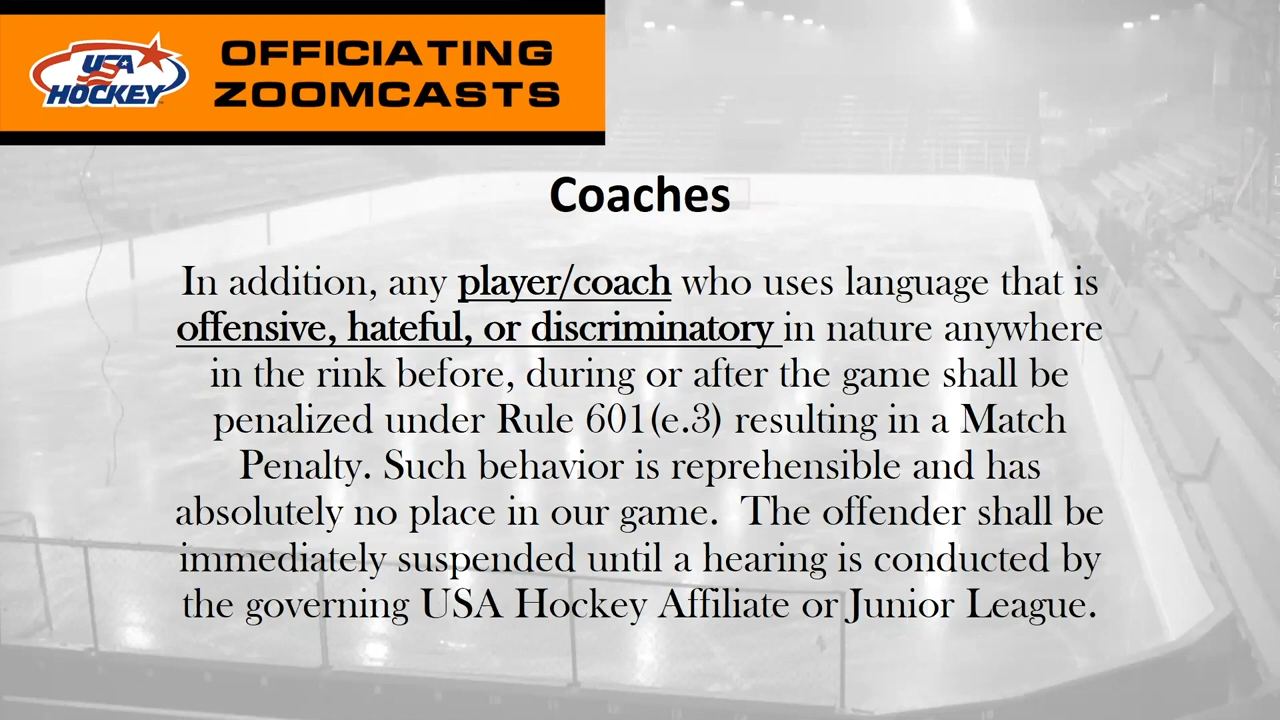 USA
HOCKEY
OFFICIATING
ZOOMCASTS
Coaches
In addition, any player/coach who uses language that is
offensive, hateful, or discriminatory in nature anywhere
in the rink before, during or after the game shall be
penalized under Rule 601(e.3) resulting in a Match
Penalty. Such behavior is reprehensible and has
absolutely no place in our game.  The offender shall be
immediately suspended until a hearing is conducted by
the governing USA Hockey Affiliate or Junior League.